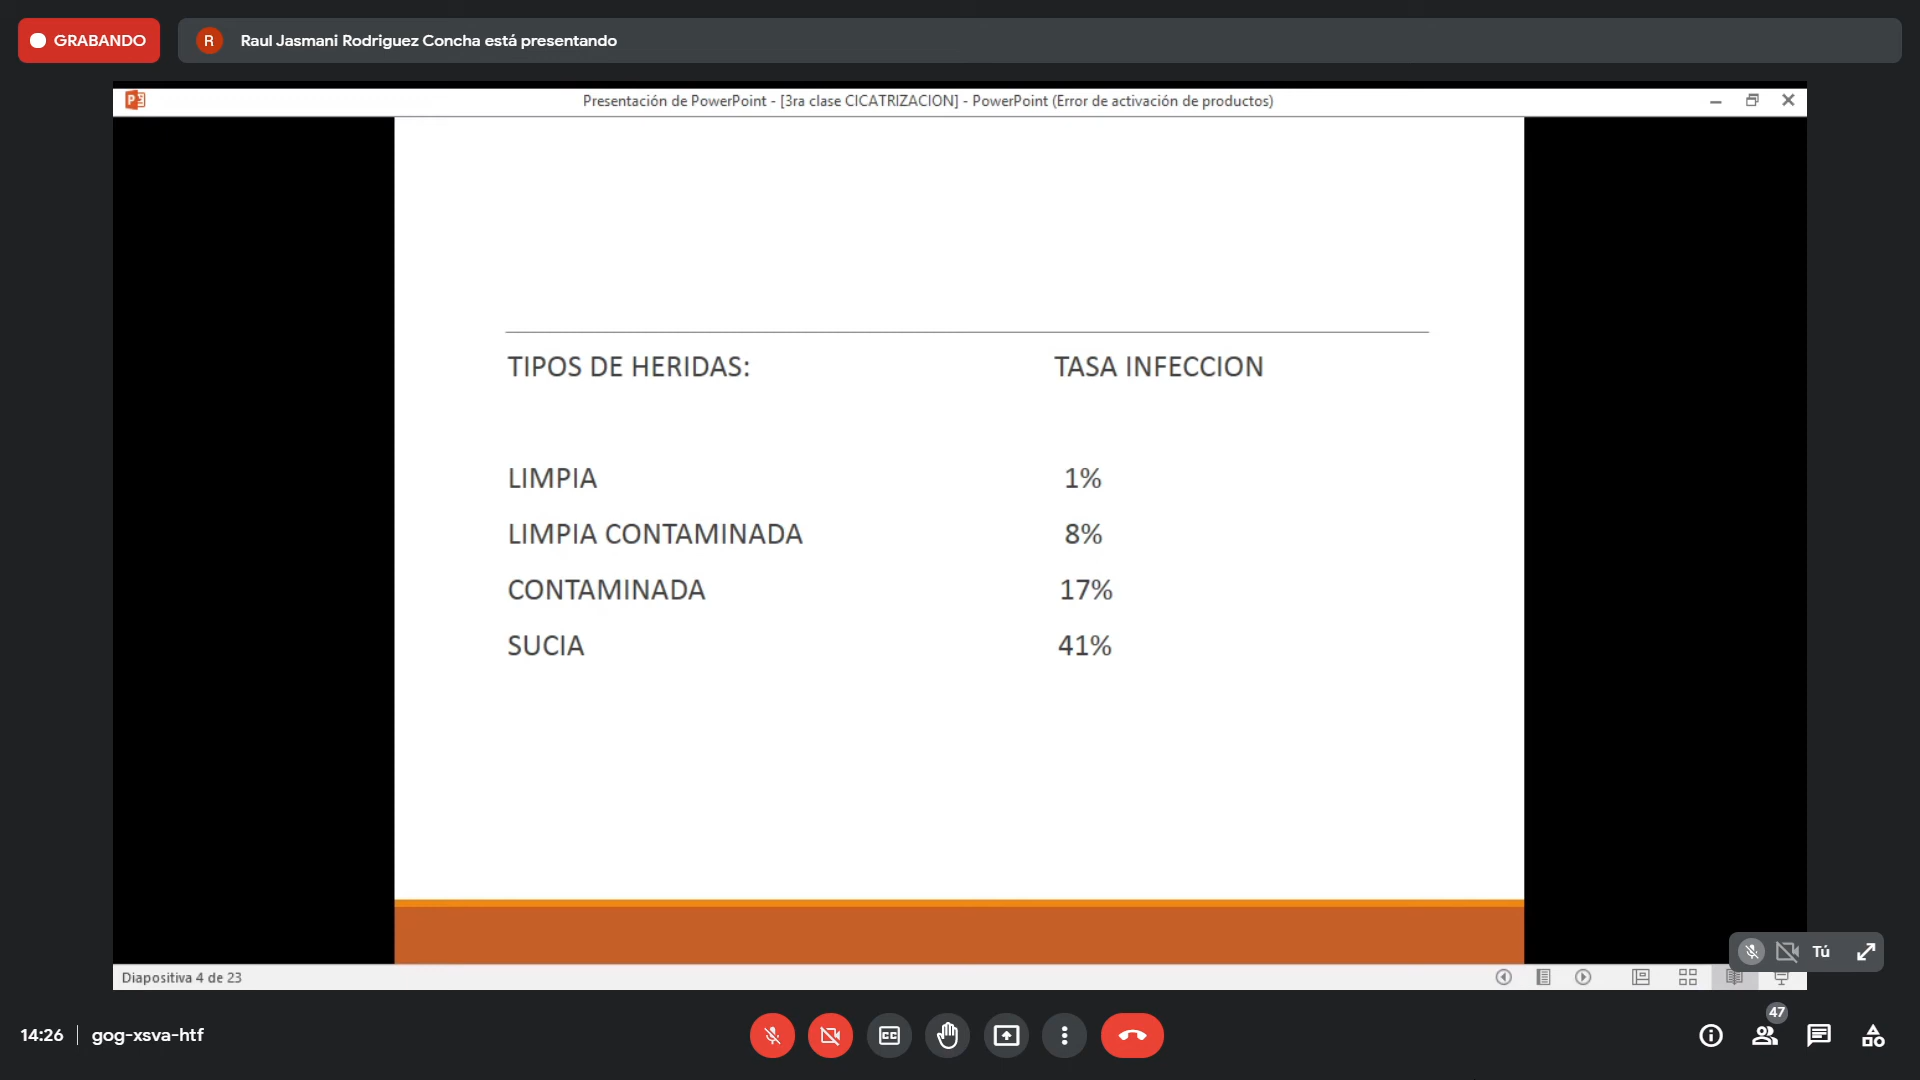 GRABANDO
R Raul Jasmani Rodriguez Concha está presentando
Presentación de PowerPoint - [3ra clase CICATRIZACION] - PowerPoint (Error de activación de productos)
TIPOS DE HERIDAS: TASA INFECCION
LIMPIA 1%
LIMPIA CONTAMINADA 8%
CONTAMINADA 17%
SUCIA 41%
Tú
Diapositiva 4 de 23
47
14:26 gog-xsva-htf